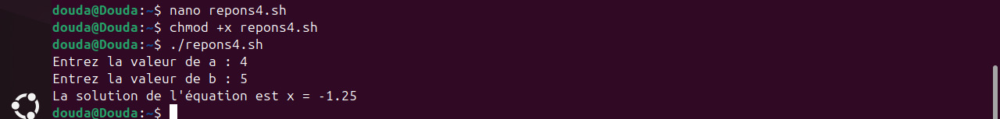 douda@Douda:~$ nano repons4.sh
douda@Douda:~$ chmod +x repons4.sh
douda@Douda:~$ ./repons4.sh
Entrez la valeur de a : 4
Entrez la valeur de b : 5
La solution de l'équation est x = -1.25
douda@Douda:~$